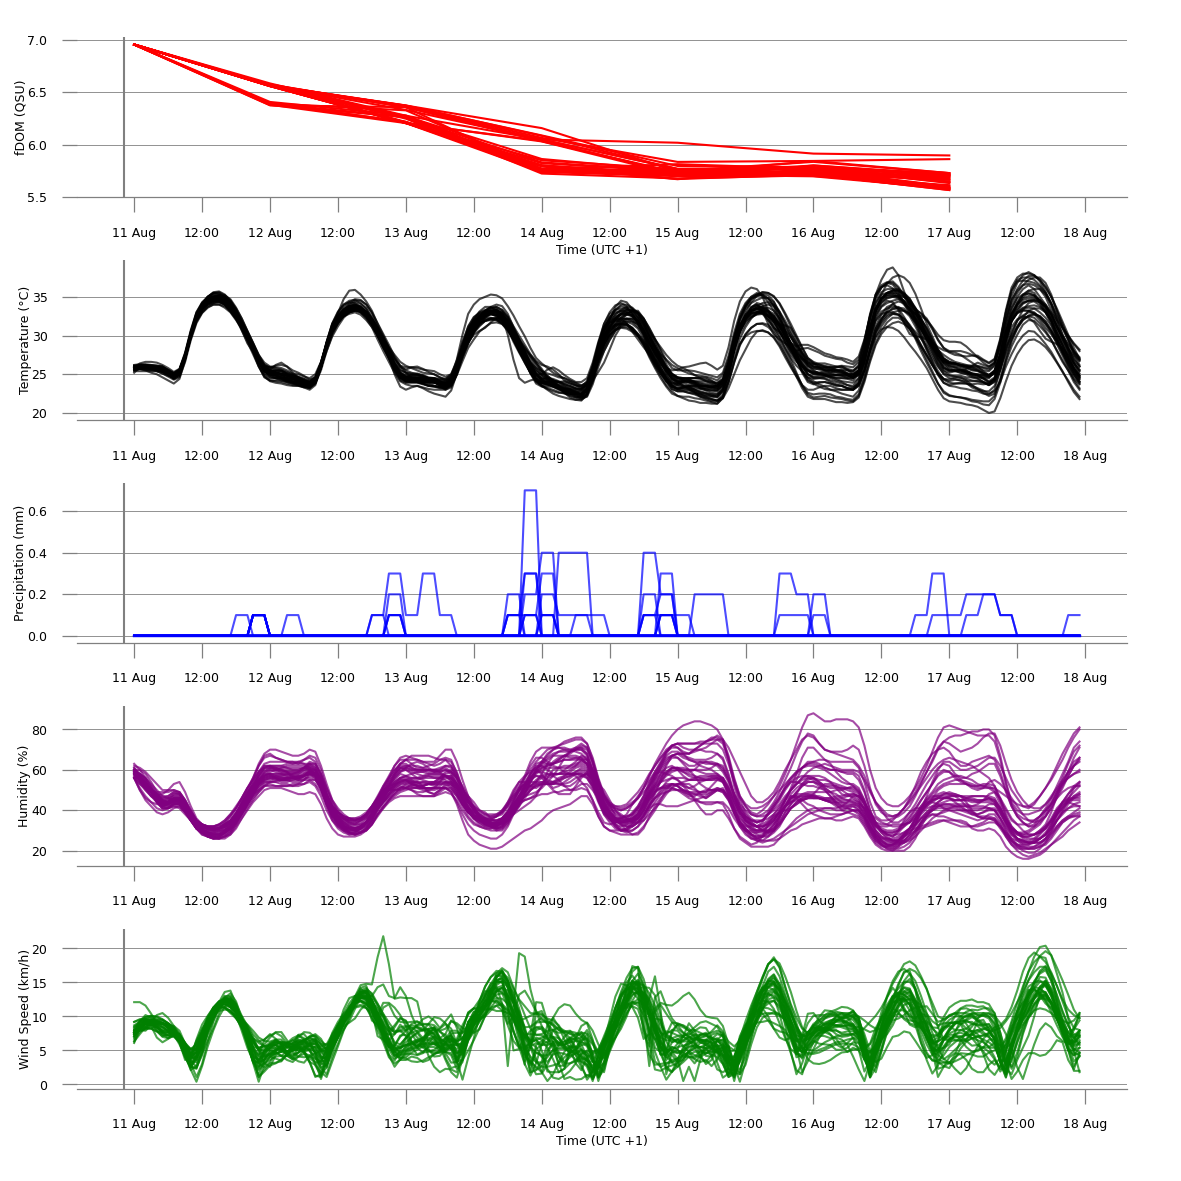 fDOM (QSU)
7.0
6.5
6.0
5.5
11 Aug 12:00 12 Aug 12:00 13 Aug 12:00 14 Aug 12:00 15 Aug 12:00 16 Aug 12:00 17 Aug 12:00 18 Aug
Time (UTC +1)
Temperature (°C)
35
30
25
20
11 Aug 12:00 12 Aug 12:00 13 Aug 12:00 14 Aug 12:00 15 Aug 12:00 16 Aug 12:00 17 Aug 12:00 18 Aug
Precipitation (mm)
0.6
0.4
0.2
0.0
11 Aug 12:00 12 Aug 12:00 13 Aug 12:00 14 Aug 12:00 15 Aug 12:00 16 Aug 12:00 17 Aug 12:00 18 Aug
Humidity (%)
80
60
40
20
11 Aug 12:00 12 Aug 12:00 13 Aug 12:00 14 Aug 12:00 15 Aug 12:00 16 Aug 12:00 17 Aug 12:00 18 Aug
Wind Speed (km/h)
20
15
10
5
0
11 Aug 12:00 12 Aug 12:00 13 Aug 12:00 14 Aug 12:00 15 Aug 12:00 16 Aug 12:00 17 Aug 12:00 18 Aug
Time (UTC +1)